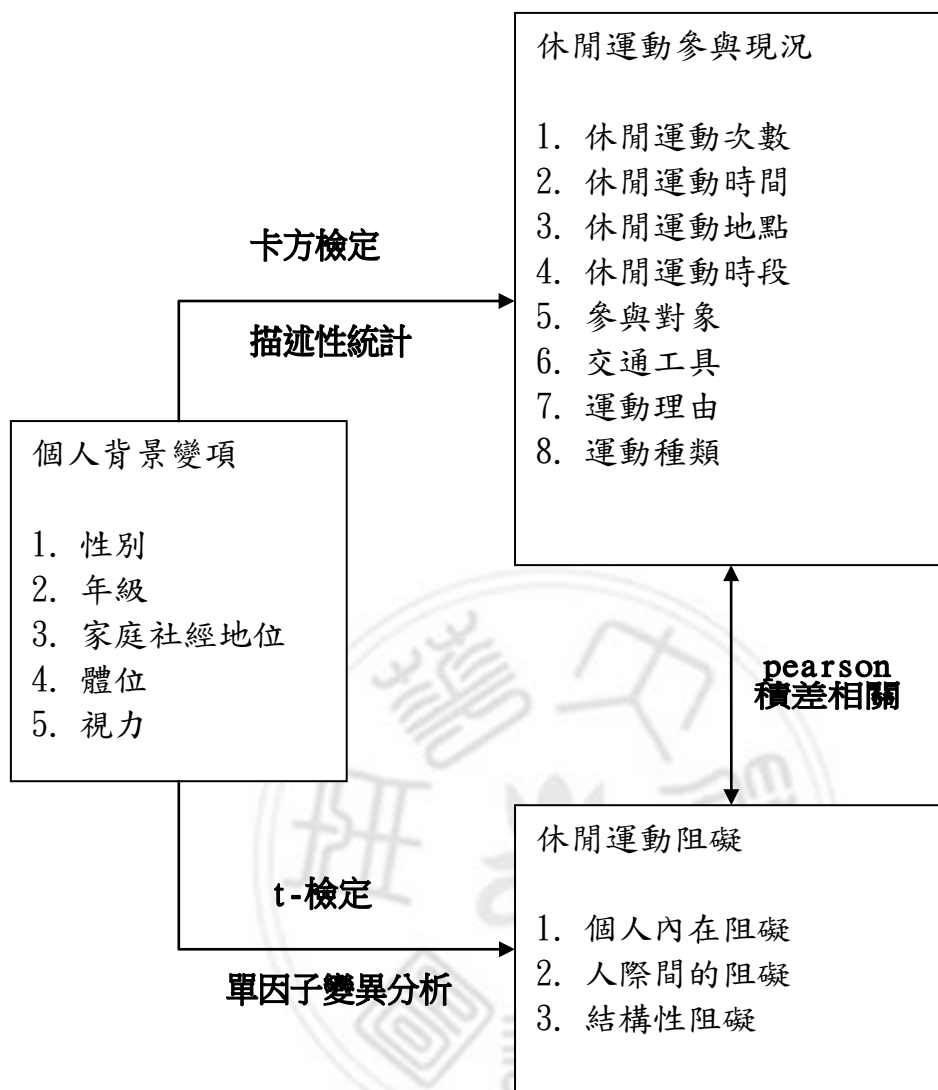 休閒運動參與現況
1. 休閒運動次數
2. 休閒運動時間
3. 休閒運動地點
4. 休閒運動時段
5. 參與對象
6. 交通工具
7. 運動理由
8. 運動種類
卡方檢定
描述性統計
個人背景變項
1. 性別
2. 年級
3. 家庭社經地位
4. 體位
5. 視力
pearson
積差相關
t-檢定
單因子變異分析
休閒運動阻礙
1. 個人內在阻礙
2. 人際間的阻礙
3. 結構性阻礙